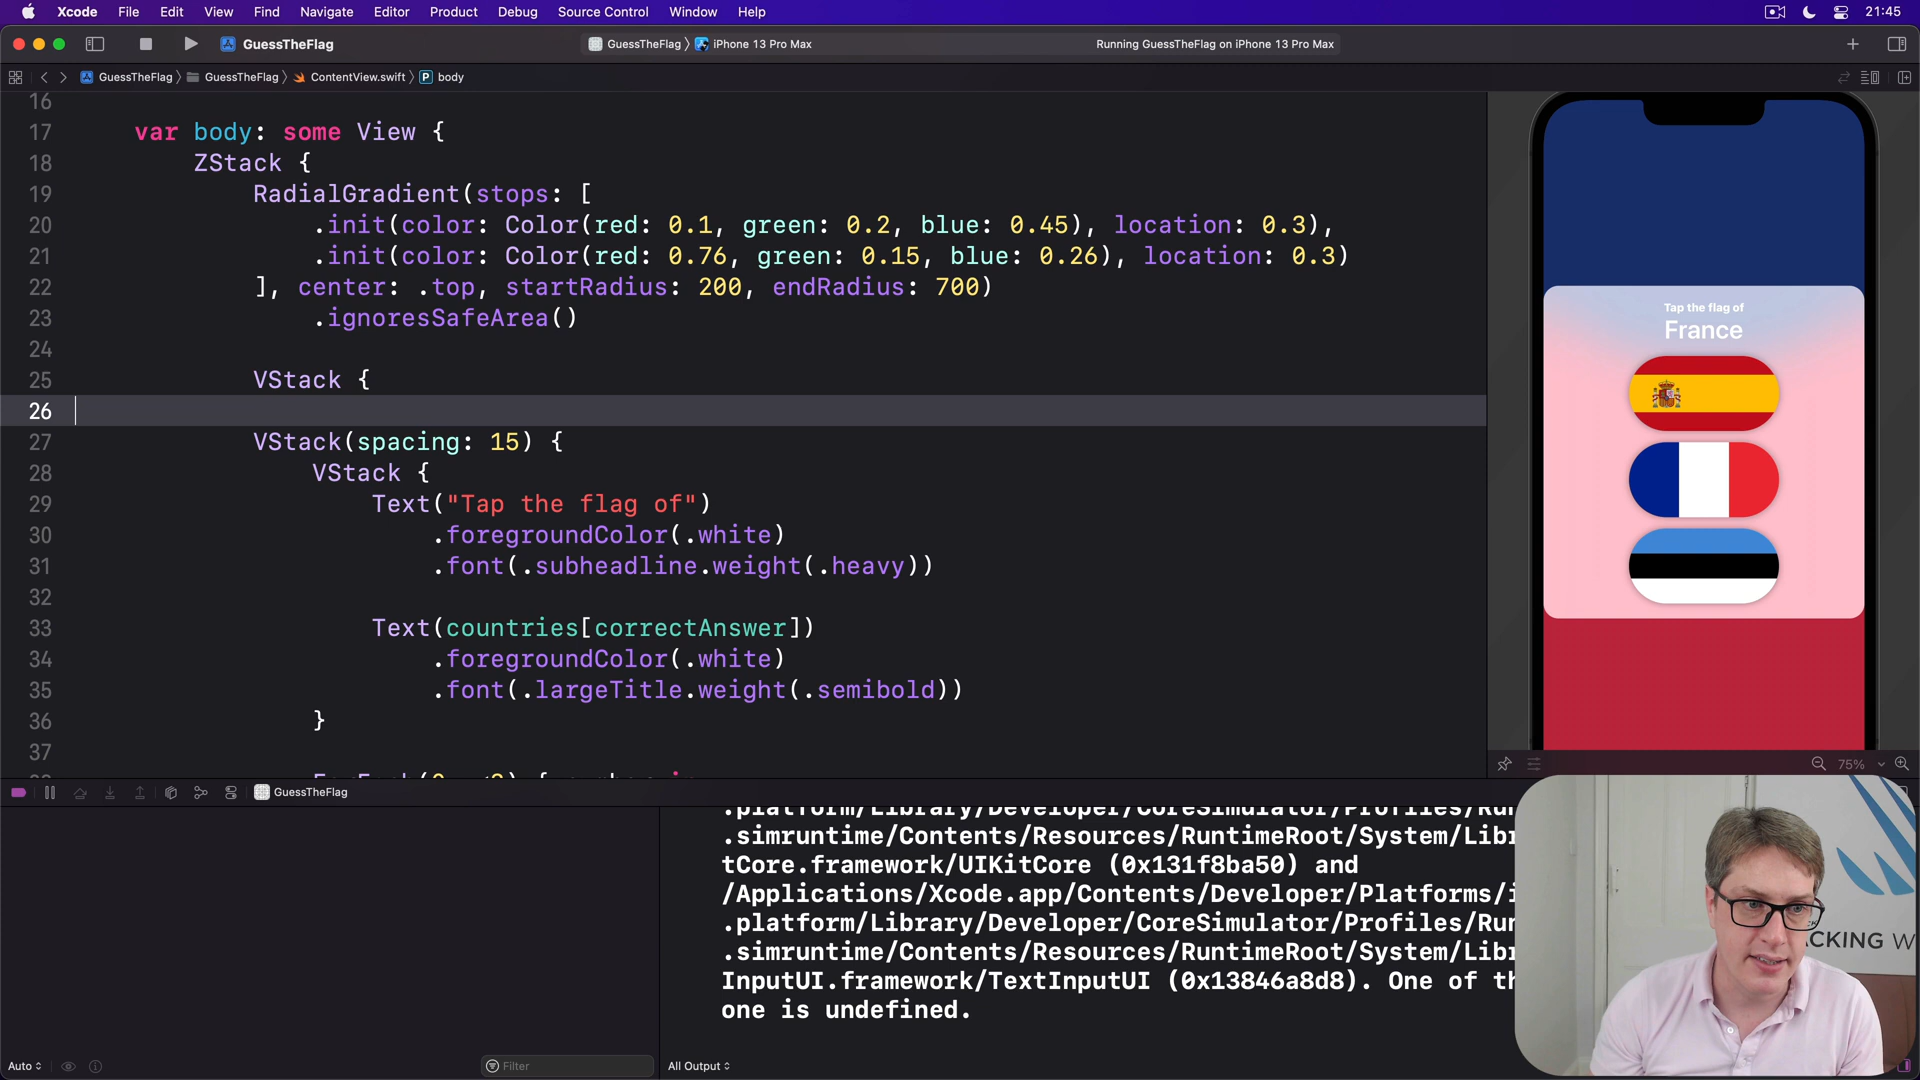 Xcode File Edit View Find Navigate Editor Product Debug Source Control Window Help 21:45
GuessTheFlag GuessTheFlag iPhone 13 Pro Max Running GuessTheFlag on iPhone 13 Pro Max
GuessTheFlag GuessTheFlag ContentView.swift P body
16
17 var body: some View {
18 ZStack {
19 RadialGradient(stops: [
20 .init(color: Color(red: 0.1, green: 0.2, blue: 0.45), location: 0.3),
21 .init(color: Color(red: 0.76, green: 0.15, blue: 0.26), location: 0.3)
22 ], center: .top, startRadius: 200, endRadius: 700)
23 .ignoresSafeArea()
24
25 VStack {
26
27 VStack(spacing: 15) {
28 VStack {
29 Text("Tap the flag of")
30 .foregroundColor(.white)
31 .font(.subheadline.weight(.heavy))
32
33 Text(countries[correctAnswer])
34 .foregroundColor(.white)
35 .font(.largeTitle.weight(.semibold))
36 }
37
Tap the flag of
France
75%
GuessTheFlag
.platform/Library/Developer/CoreSimulator/Profiles/Run
.simruntime/Contents/Resources/RuntimeRoot/System/Libr
tCore.framework/UIKitCore (0x131f8ba50) and
/Applications/Xcode.app/Contents/Developer/Platforms/i
.platform/Library/Developer/CoreSimulator/Profiles/Run
.simruntime/Contents/Resources/RuntimeRoot/System/Libr
InputUI.framework/TextInputUI (0x13846a8d8). One of th
one is undefined.
ACKING W
Auto Filter All Output